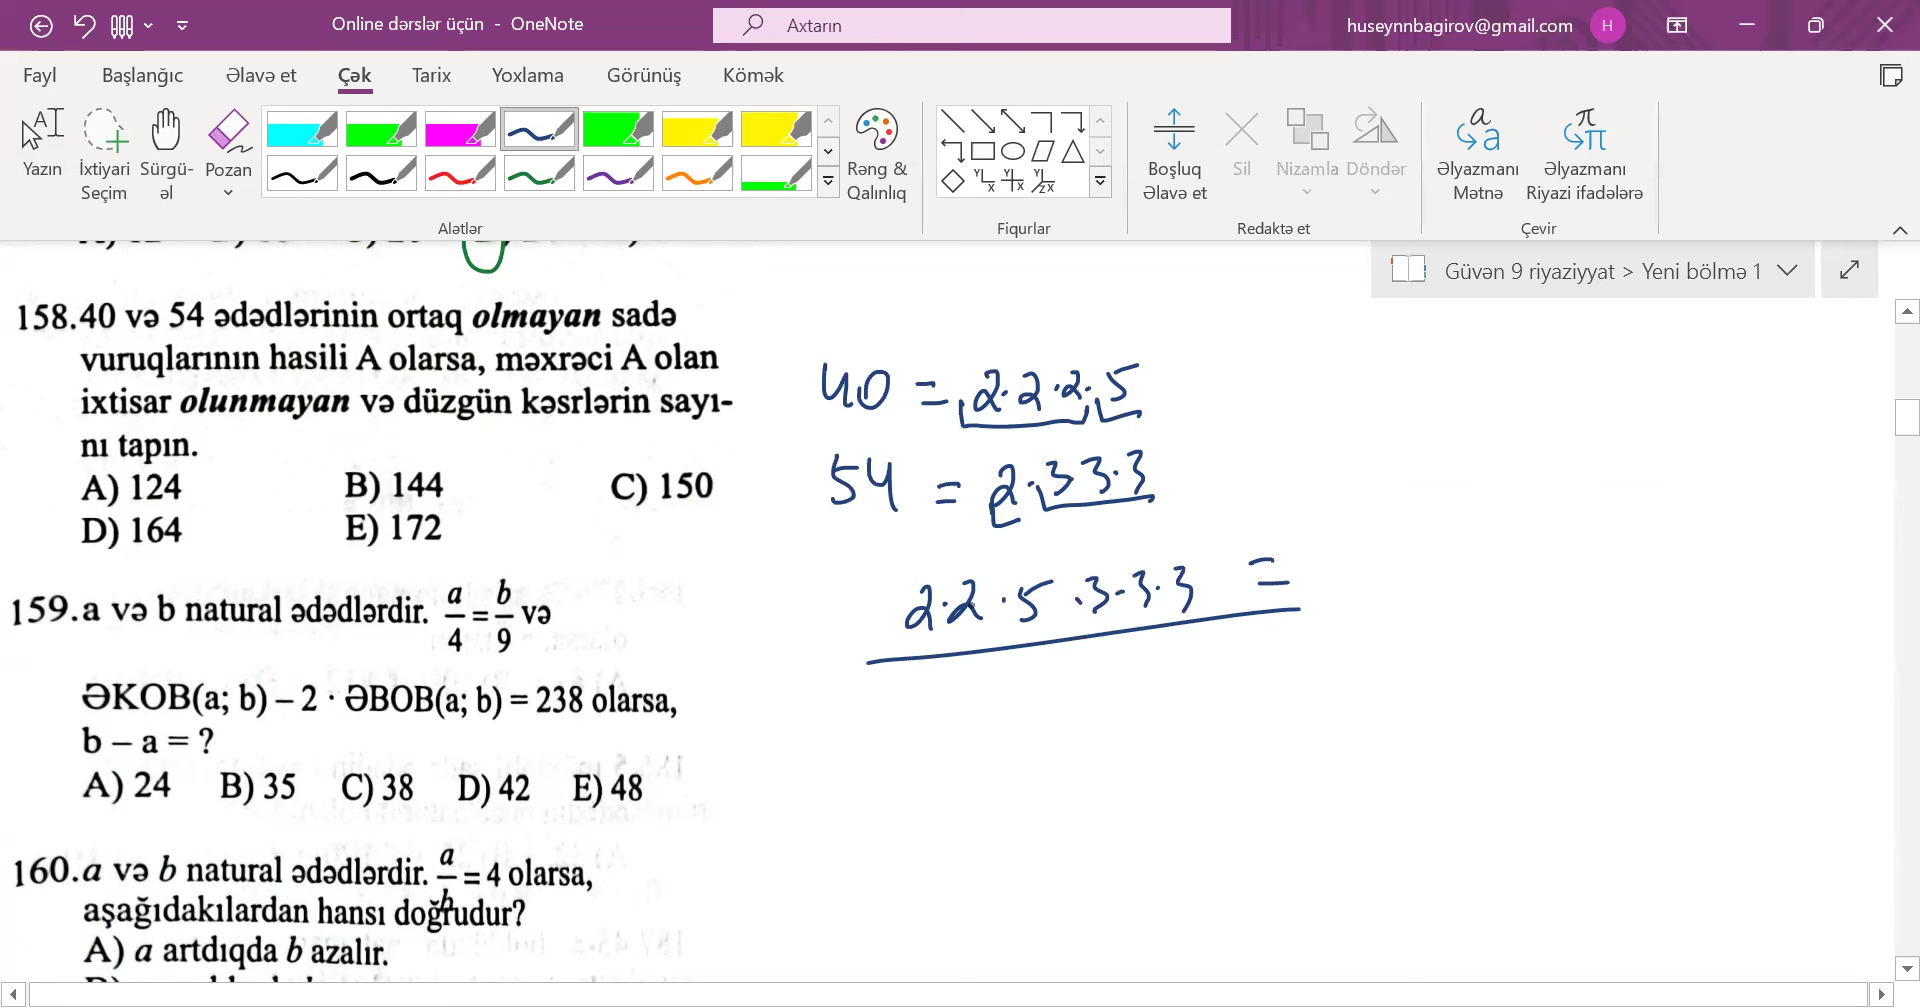 Online dərslər üçün - OneNote
Axtarın
huseynnbagirov@gmail.com
H
Fayl Başlanğıc Əlavə et Çək Tarix Yoxlama Görünüş Kömək
Yazın
İxtiyari Seçim
Sürgü-əl
Pozan
Rəng & Qalınlıq
Boşluq Əlavə et
Sil
Nizamla
Döndər
Əlyazmanı Mətnə
Əlyazmanı Riyazi ifadələrə
Alətlər
Fiqurlar
Redaktə et
Çevir
Güvən 9 riyaziyyat > Yeni bölmə 1
158. 40 və 54 ədədlərinin ortaq olmayan sadə
vuruqlarının hasili A olarsa, məxrəci A olan
ixtisar olunmayan və düzgün kəsrlərin sayı-
nı tapın.
A) 124 B) 144 C) 150
D) 164 E) 172
159. a və b natural ədədlərdir. a/4 = b/9 və
ƏKOB(a; b) – 2 · ƏBOB(a; b) = 238 olarsa,
b – a = ?
A) 24 B) 35 C) 38 D) 42 E) 48
160. a və b natural ədədlərdir. a/b = 4 olarsa,
aşağıdakılardan hansı doğrudur?
A) a artdıqda b azalır.
40 = 2·2·2·5
54 = 2·3 3·3
2·2·5·3·3·3 =